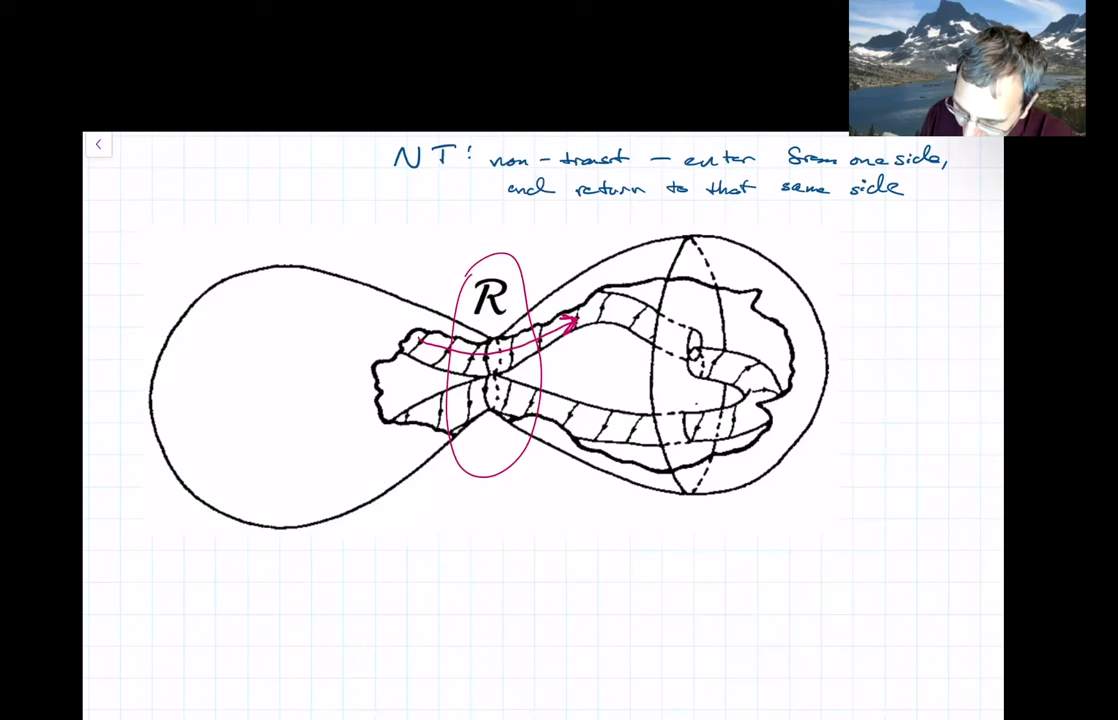 NT: non-transit - enter from one side,
and return to that same side
R